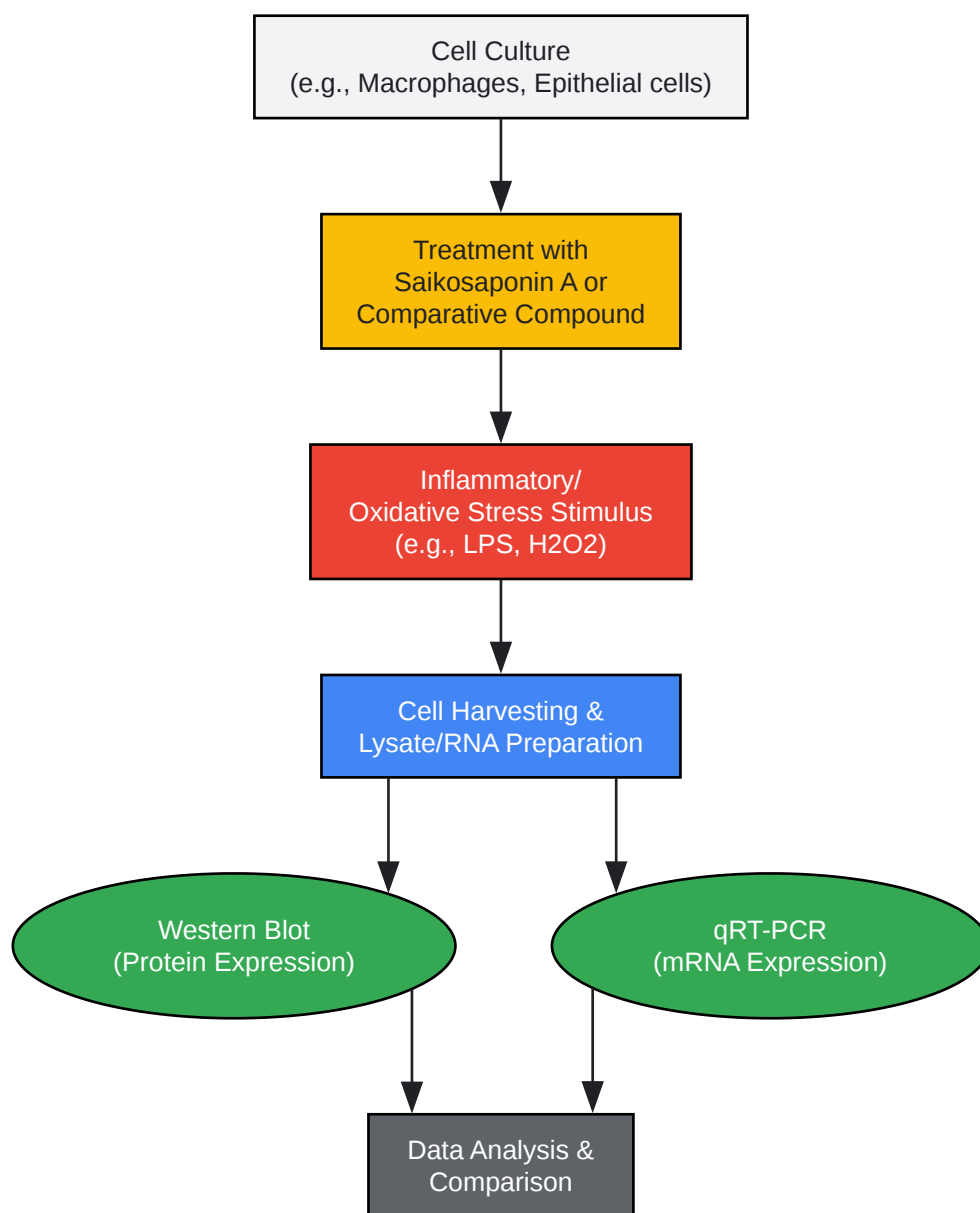 Cell Culture
(e.g., Macrophages, Epithelial cells)
Treatment with
Saikosaponin A or
Comparative Compound
Inflammatory/
Oxidative Stress Stimulus
(e.g., LPS, H2O2)
Cell Harvesting &
Lysate/RNA Preparation
Western Blot
(Protein Expression)
qRT-PCR
(mRNA Expression)
Data Analysis &
Comparison